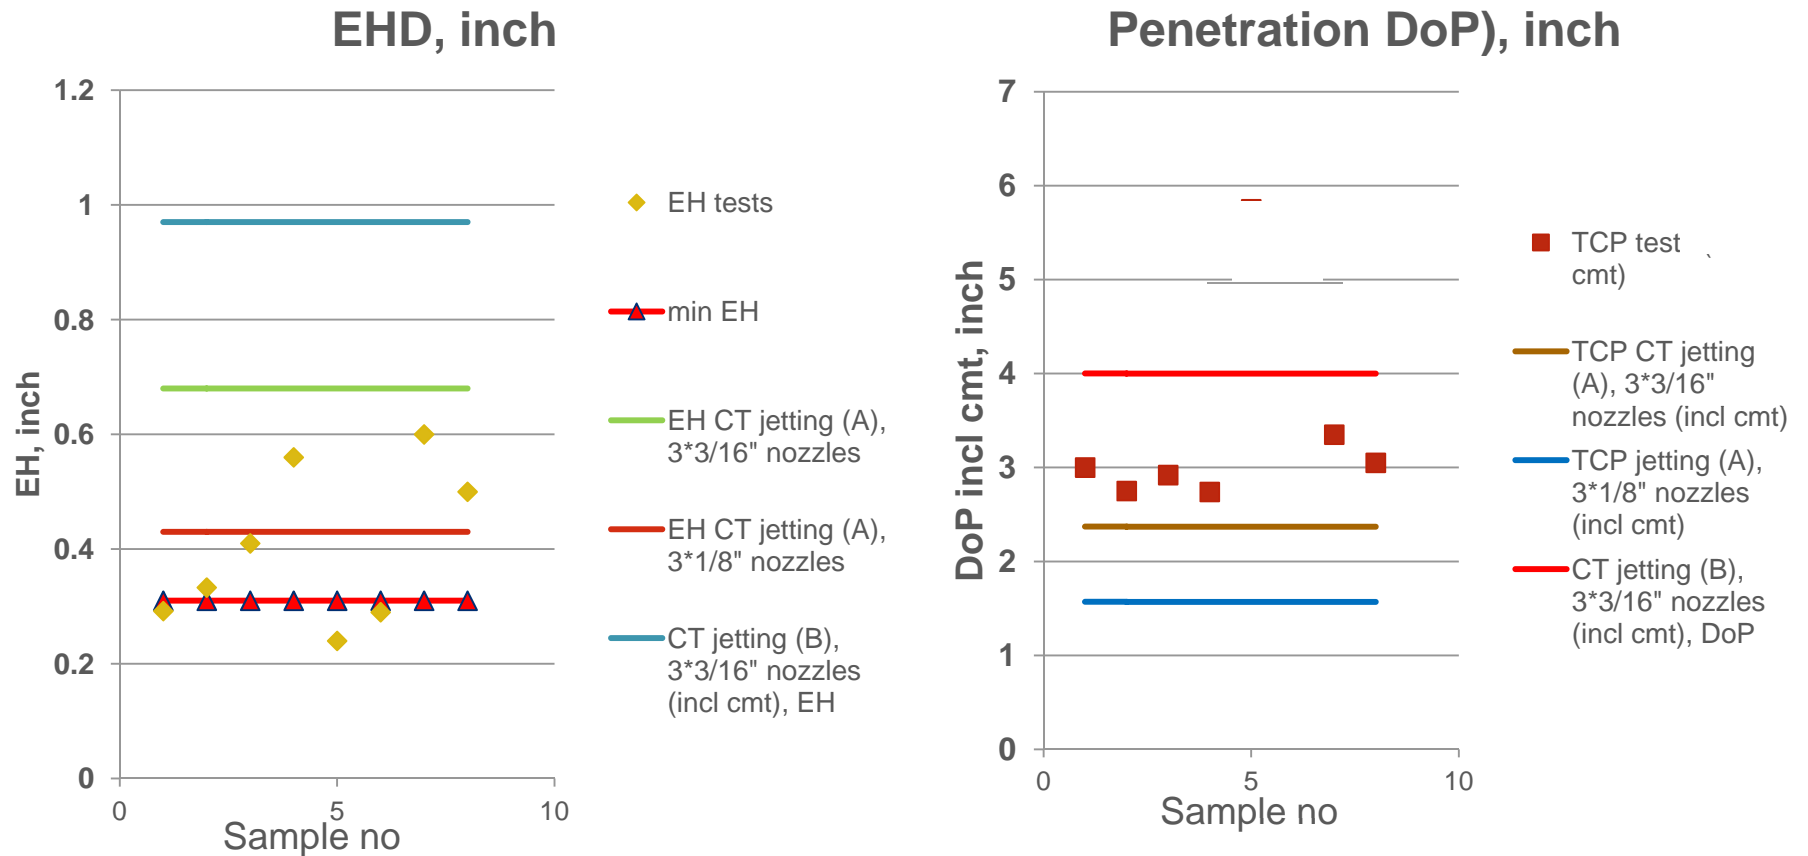 EHD, inch
1.2
1
0.8
0.6
0.4
0.2
0
0
5
10
EH, inch
Sample no
EH tests
min EH
EH CT jetting (A),
3*3/16" nozzles
EH CT jetting (A),
3*1/8" nozzles
CT jetting (B),
3*3/16" nozzles
(incl cmt), EH
Penetration DoP), inch
7
6
5
4
3
2
1
0
0
5
10
DoP incl cmt, inch
Sample no
TCP test
cmt)
TCP CT jetting
(A), 3*3/16"
nozzles (incl cmt)
TCP jetting (A),
3*1/8" nozzles
(incl cmt)
CT jetting (B),
3*3/16" nozzles
(incl cmt), DoP